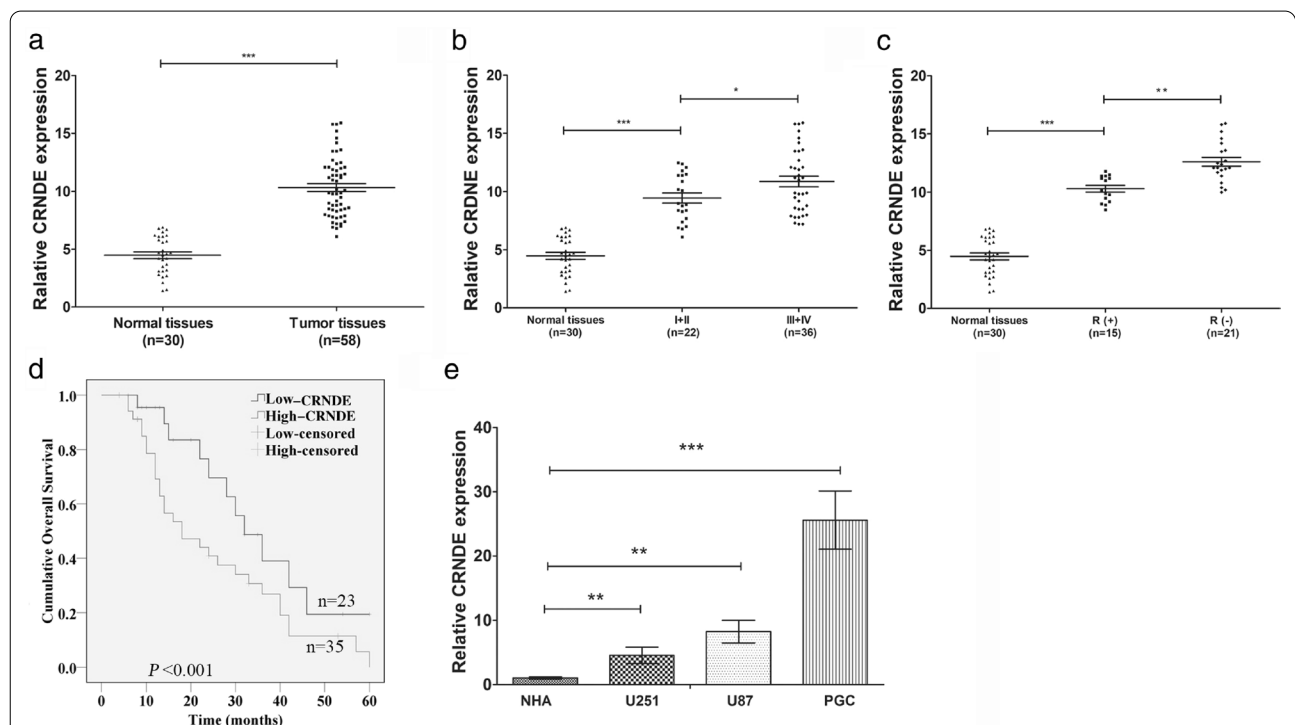 a
***
Ralative CRNDE expression
20
15
10
5
0
Normal tissues
(n=30)
Tumor tissues
(n=58)
b
***
*
Ralative CRDNE expression
20
15
10
5
0
Normal tissues
(n=30)
I+II
(n=22)
III+IV
(n=36)
c
***
**
Ralative CRNDE expression
20
15
10
5
0
Normal tissues
(n=30)
R (+)
(n=15)
R (-)
(n=21)
d
Cumulative Overall Survival
1.0
0.8
0.6
0.4
0.2
0.0
Low-CRNDE
High-CRNDE
Low-censored
High-censored
n=23
n=35
P <0.001
0
10
20
30
40
50
60
Time (months)
e
Relative CRNDE expression
40
30
20
10
0
***
**
**
NHA
U251
U87
PGC